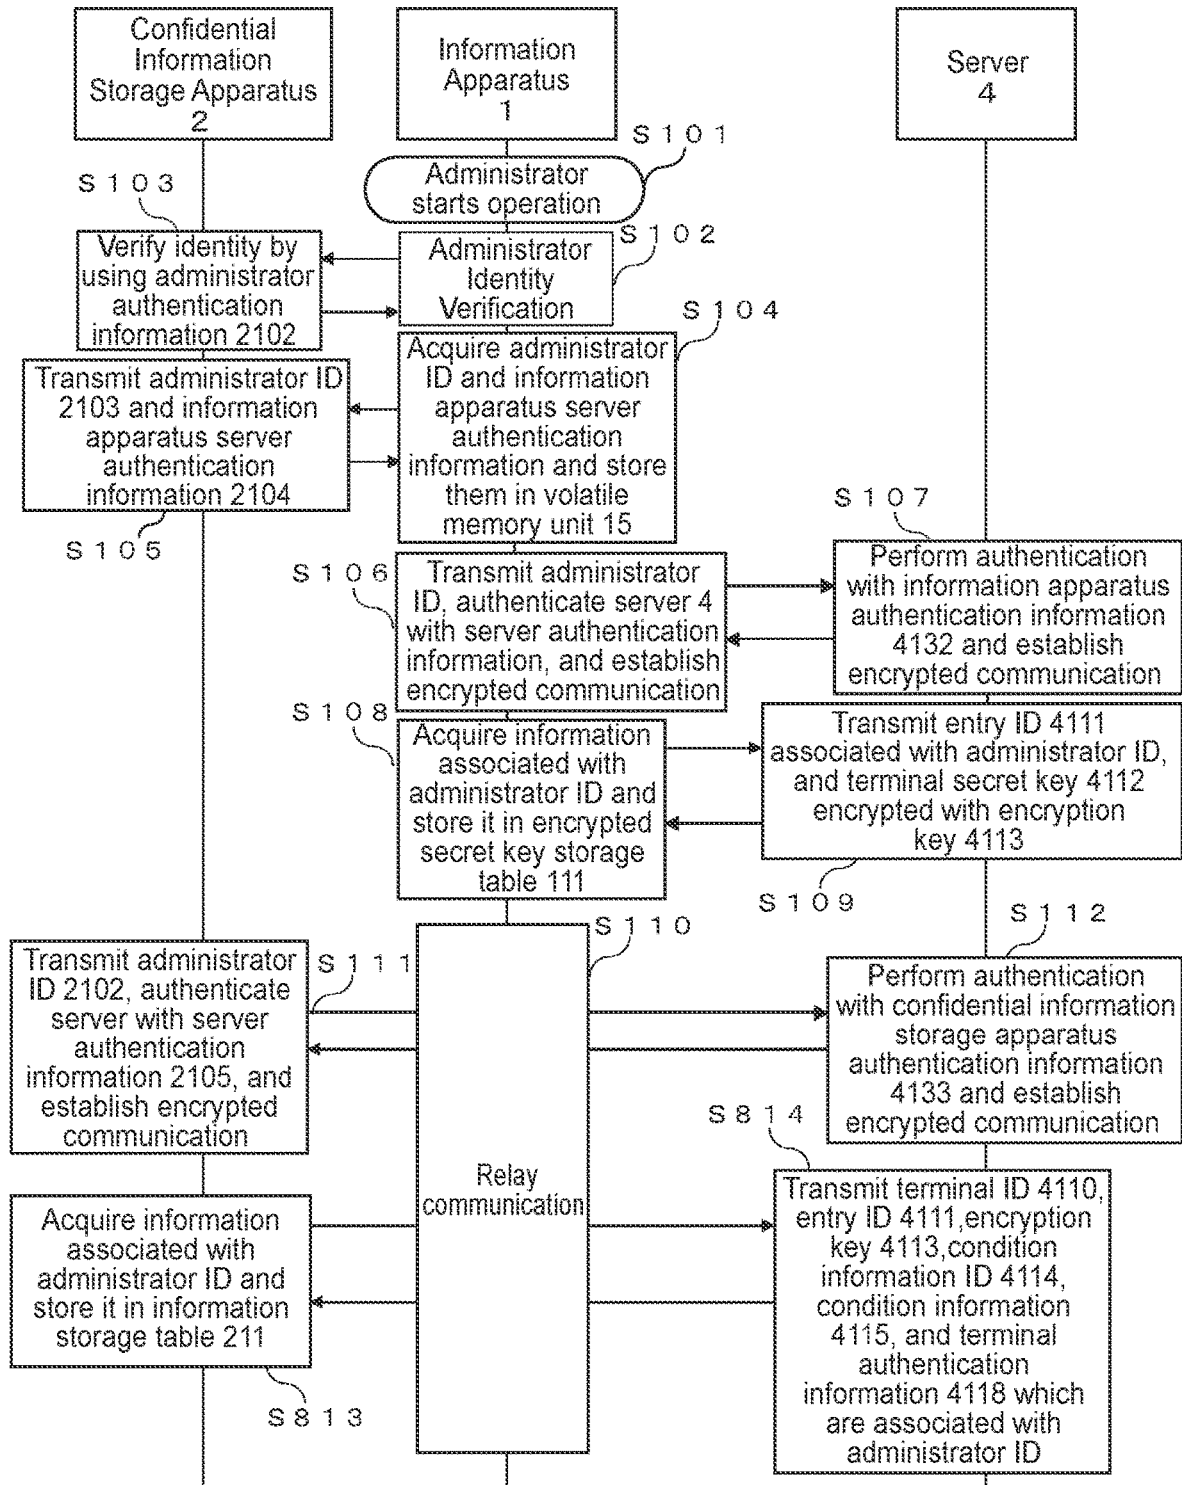 Confidential
Information
Storage Apparatus
2
Information
Apparatus
1
Server
4
S101
Administrator
starts operation
S103
Verify identity by
using administrator
authentication
information 2102
S102
Administrator
Identity
Verification
S104
Acquire administrator
ID and information
apparatus server
authentication
information and store
them in volatile
memory unit 15
Transmit administrator ID
2103 and information
apparatus server
authentication
information 2104
S105
S106
Transmit administrator
ID, authenticate server 4
with server authentication
information, and establish
encrypted communication
S107
Perform authentication
with information apparatus
authentication information
4132 and establish
encrypted communication
S108
Acquire information
associated with
administrator ID and
store it in encrypted
secret key storage
table 111
Transmit entry ID 4111
associated with administrator ID,
and terminal secret key 4112
encrypted with encryption
key 4113
S109
S110
Relay
communication
S111
Transmit administrator
ID 2102, authenticate
server with server
authentication
information 2105, and
establish encrypted
communication
S112
Perform authentication
with confidential information
storage apparatus
authentication information
4133 and establish
encrypted communication
S814
Transmit terminal ID 4110,
entry ID 4111,encryption
key 4113,condition
information ID 4114,
condition information
4115, and terminal
authentication
information 4118 which
are associated with
administrator ID
Acquire information
associated with
administrator ID and
store it in information
storage table 211
S813